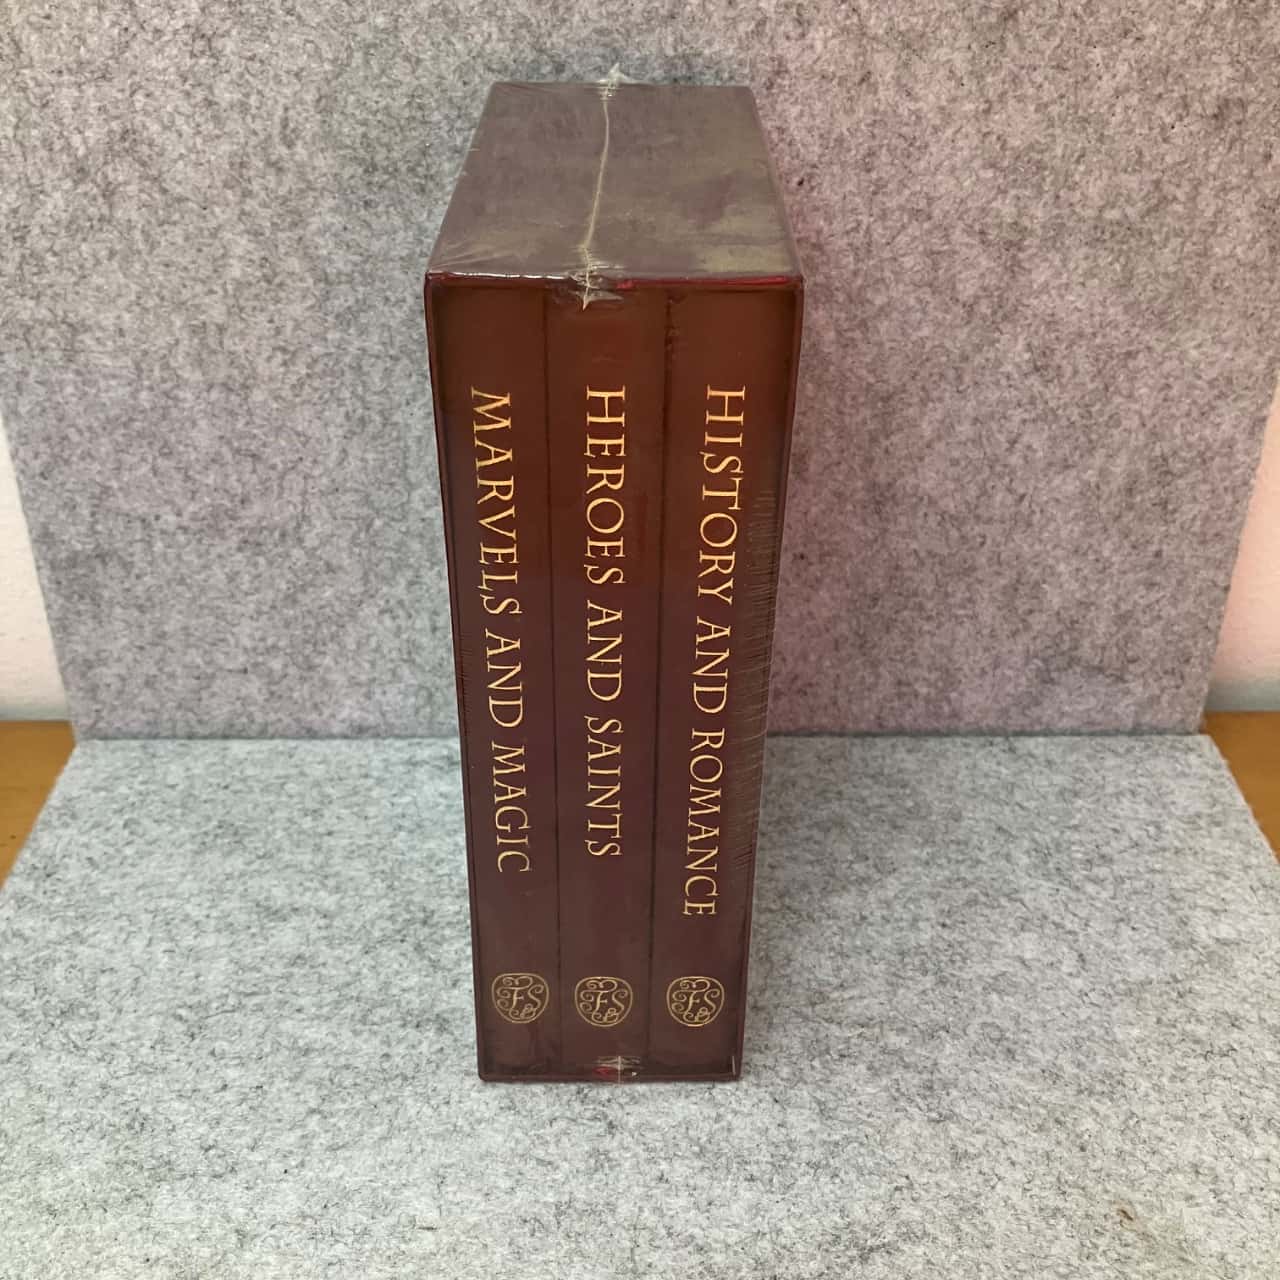 MARVELS AND MAGIC
HEROES AND SAINTS
HISTORY AND ROMANCE
FS
FS
FS